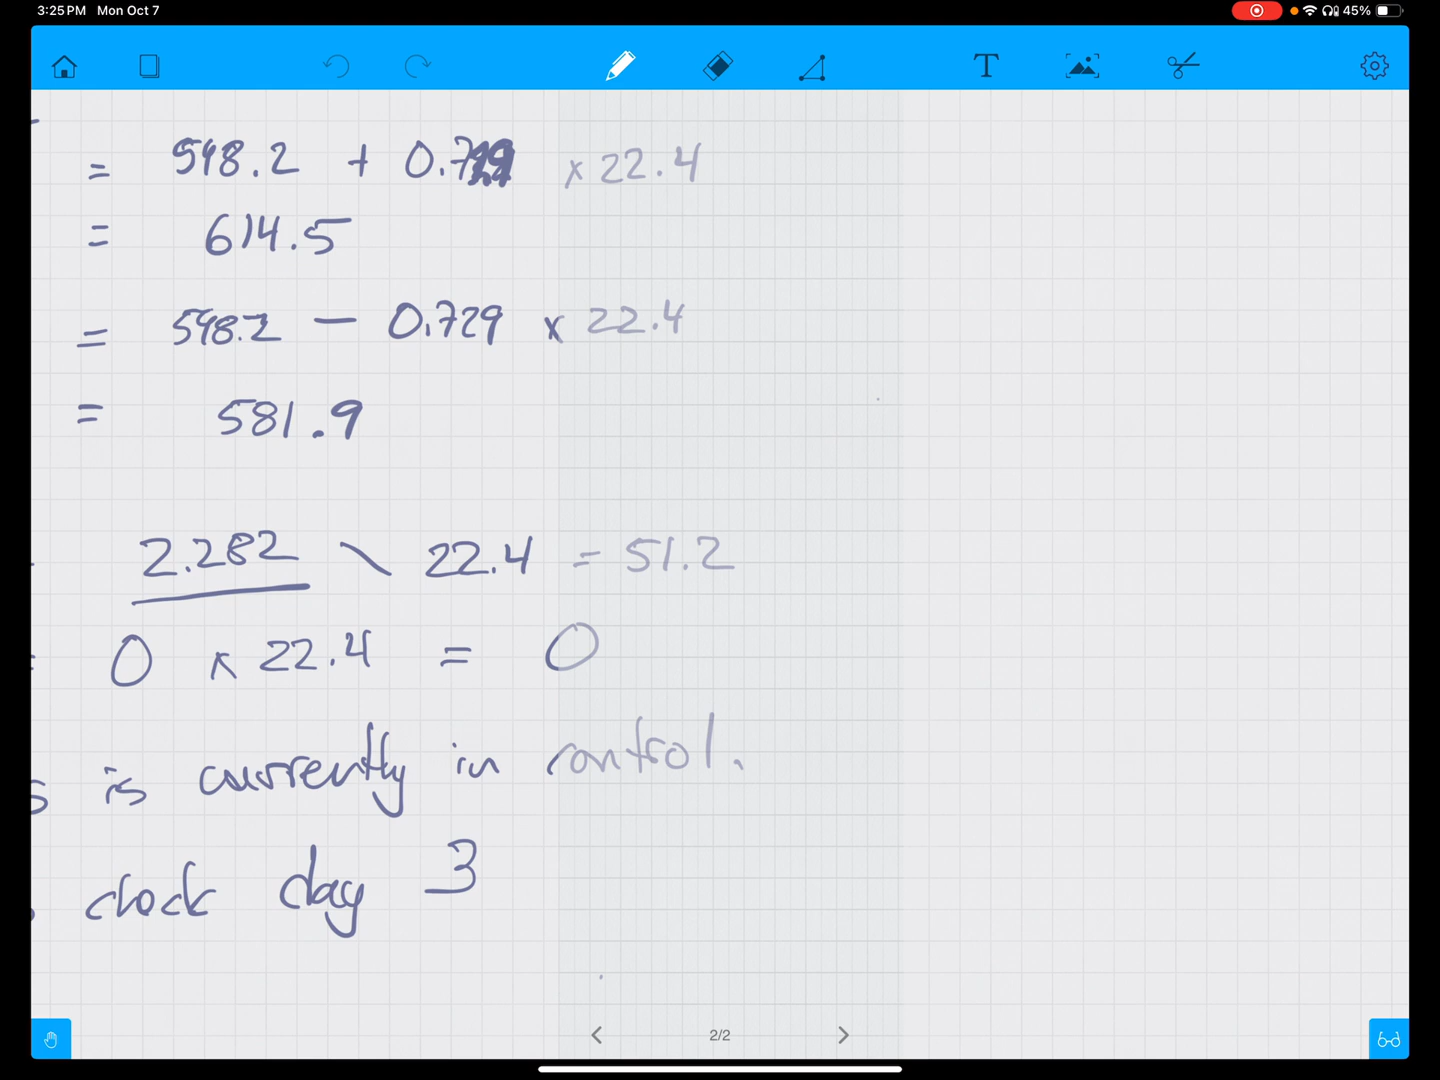 3:25 PM Mon Oct 7
45%
T
= 598.2 + 0.729 × 22.4
= 614.5
= 598.2 — 0.729 × 22.4
= 581.9
2.282 \ 22.4 = 51.2
0 × 22.4 = 0
s is currently in control.
clock day 3
2/2